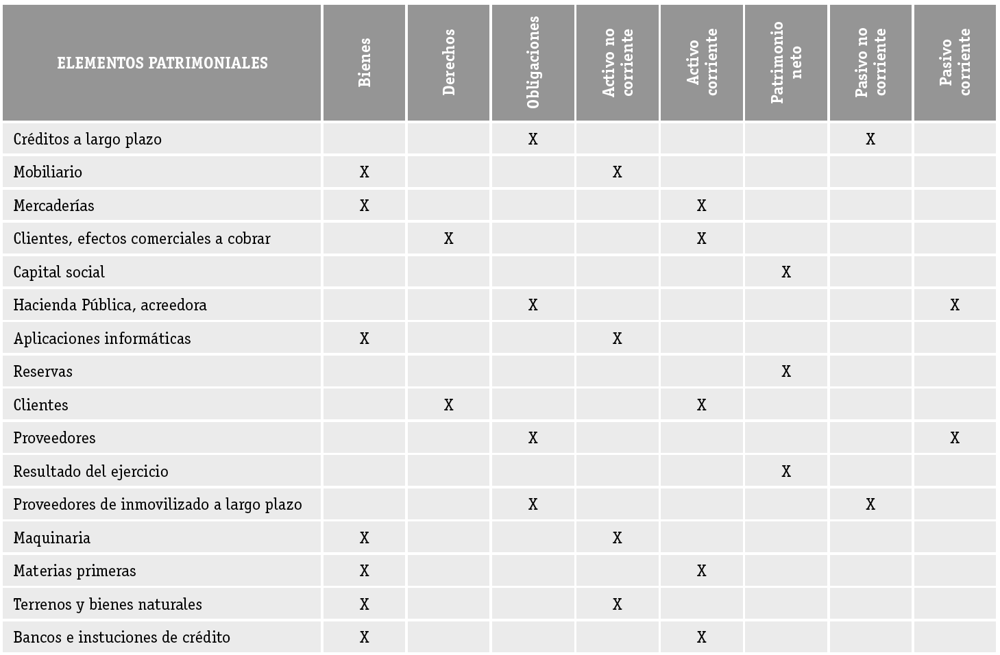 ELEMENTOS PATRIMONIALES
Bienes
Derechos
Obligaciones
Activo no
corriente
Activo
corriente
Patrimonio
neto
Pasivo no
corriente
Pasivo
corriente
Créditos a largo plazo X X
Mobiliario X X
Mercaderías X X
Clientes, efectos comerciales a cobrar X X
Capital social X
Hacienda Pública, acreedora X X
Aplicaciones informáticas X X
Reservas X
Clientes X X
Proveedores X X
Resultado del ejercicio X
Proveedores de inmovilizado a largo plazo X X
Maquinaria X X
Materias primeras X X
Terrenos y bienes naturales X X
Bancos e instuciones de crédito X X